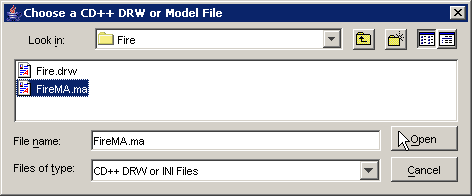 Choose a CD++ DRW or Model File
Look in: Fire
Fire.drw
FireMA.ma
File name: FireMA.ma Open
Files of type: CD++ DRW or INI Files Cancel